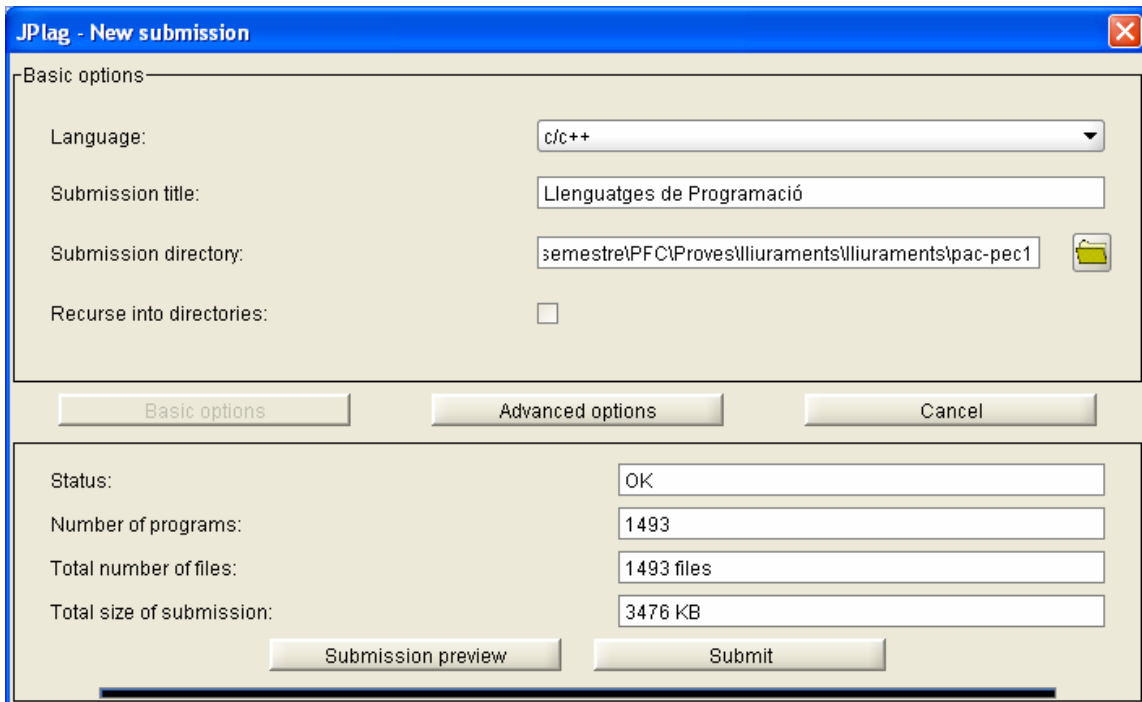 JPlag - New submission
Basic options
Language: c/c++
Submission title: Llenguatges de Programació
Submission directory: semestre\PFC\Proves\lliuraments\lliuraments\pac-pec1
Recurse into directories:
Basic options Advanced options Cancel
Status: OK
Number of programs: 1493
Total number of files: 1493 files
Total size of submission: 3476 KB
Submission preview Submit